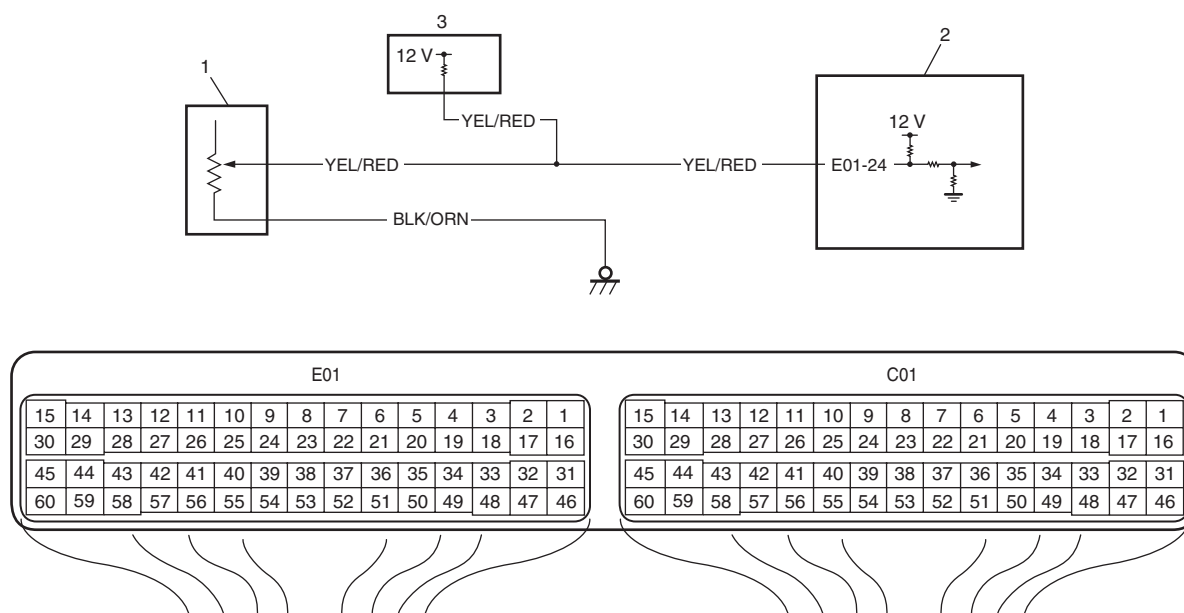 3
12 V
2
1
YEL/RED
12 V
YEL/RED
YEL/RED
E01-24
BLK/ORN
E01
C01
15 14 13 12 11 10 9 8 7 6 5 4 3 2 1
30 29 28 27 26 25 24 23 22 21 20 19 18 17 16
45 44 43 42 41 40 39 38 37 36 35 34 33 32 31
60 59 58 57 56 55 54 53 52 51 50 49 48 47 46
15 14 13 12 11 10 9 8 7 6 5 4 3 2 1
30 29 28 27 26 25 24 23 22 21 20 19 18 17 16
45 44 43 42 41 40 39 38 37 36 35 34 33 32 31
60 59 58 57 56 55 54 53 52 51 50 49 48 47 46